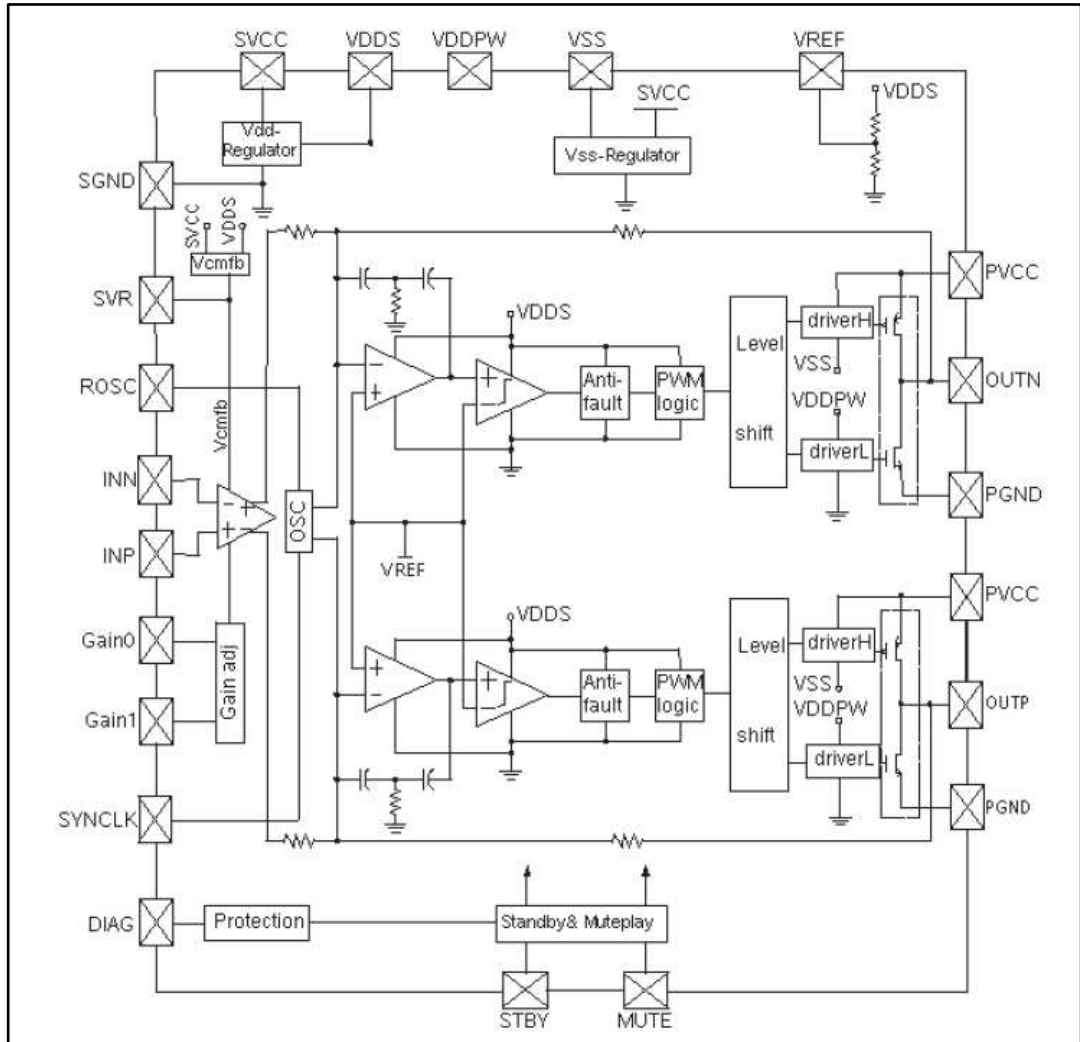 SVCC
VDDS
VDDPW
VSS
VREF
SVCC
VDDS
Vdd-
Regulator
Vss-Regulator
SGND
SVCC
VDDS
Vcmfb
SVR
PVCC
VDDS
driverH
Level
shift
VSS
ROSC
Anti-
fault
PWM
logic
OUTN
Vcmfb
VDDPW
driverL
INN
PGND
OSC
INP
VREF
PVCC
VDDS
Gain0
Level
shift
driverH
Gain adj
Anti-
fault
PWM
logic
VSS
VDDPW
OUTP
Gain1
driverL
SYNCLK
PGND
DIAG
Protection
Standby& Muteplay
STBY
MUTE